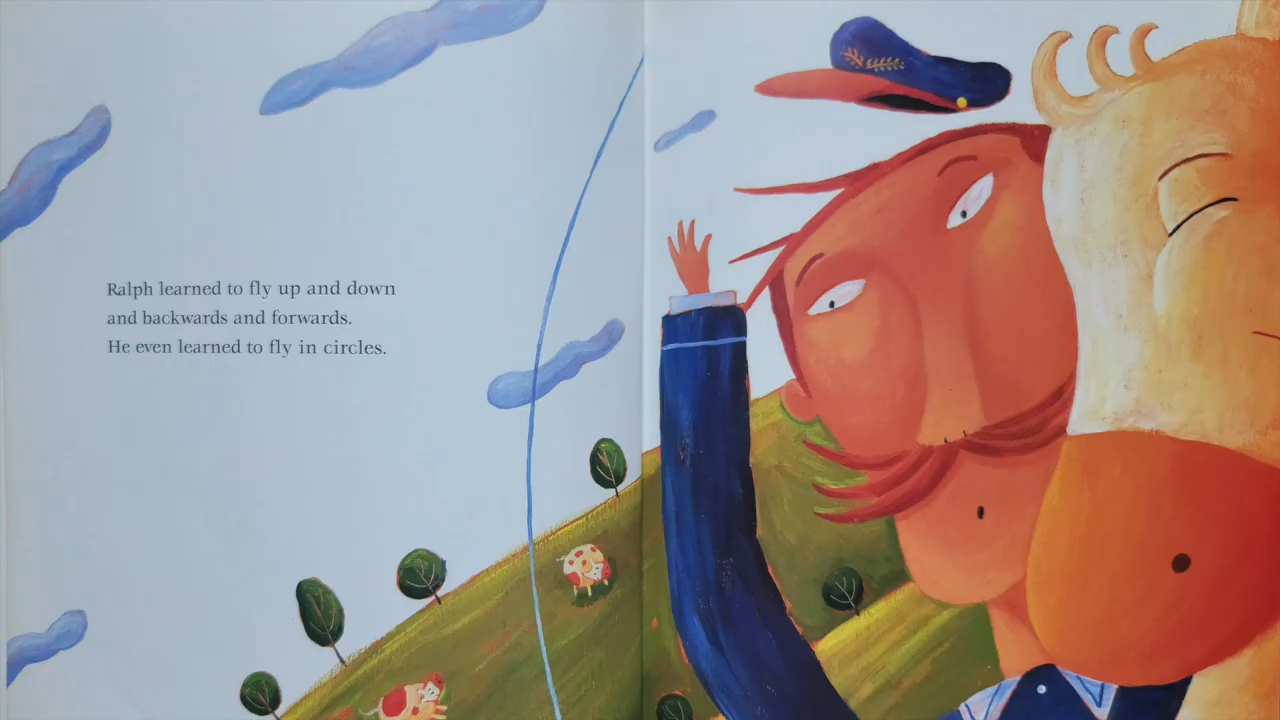 Ralph learned to fly up and down
and backwards and forwards.
He even learned to fly in circles.